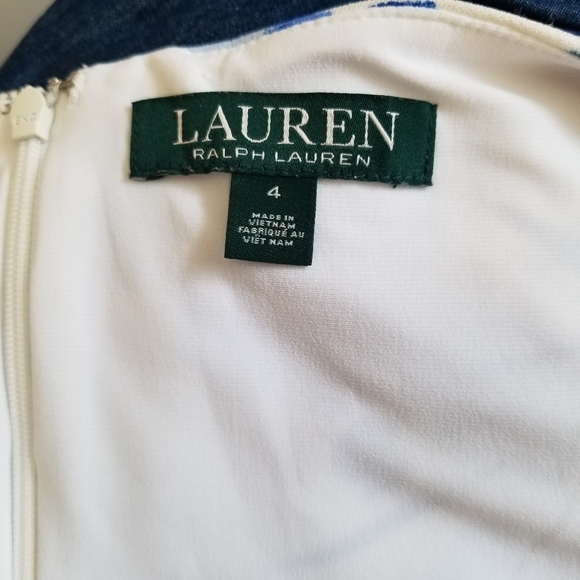 LAUREN
RALPH LAUREN
4
MADE IN
VIETNAM
FABRIQUÉ AU
VIÊT NAM